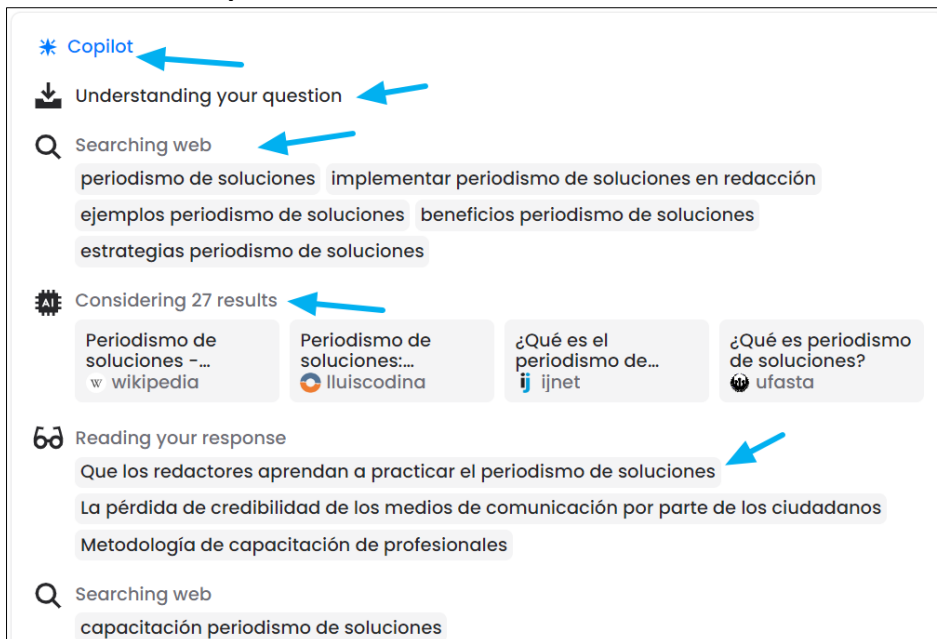 Copilot
Understanding your question
Searching web
periodismo de soluciones implementar periodismo de soluciones en redacción
ejemplos periodismo de soluciones beneficios periodismo de soluciones
estrategias periodismo de soluciones
AI Considering 27 results
Periodismo de soluciones -... Periodismo de soluciones:... ¿Qué es el periodismo de... ¿Qué es periodismo de soluciones?
W wikipedia lluiscodina ij ijnet ufasta
Reading your response
Que los redactores aprendan a practicar el periodismo de soluciones
La pérdida de credibilidad de los medios de comunicación por parte de los ciudadanos
Metodología de capacitación de profesionales
Searching web
capacitación periodismo de soluciones